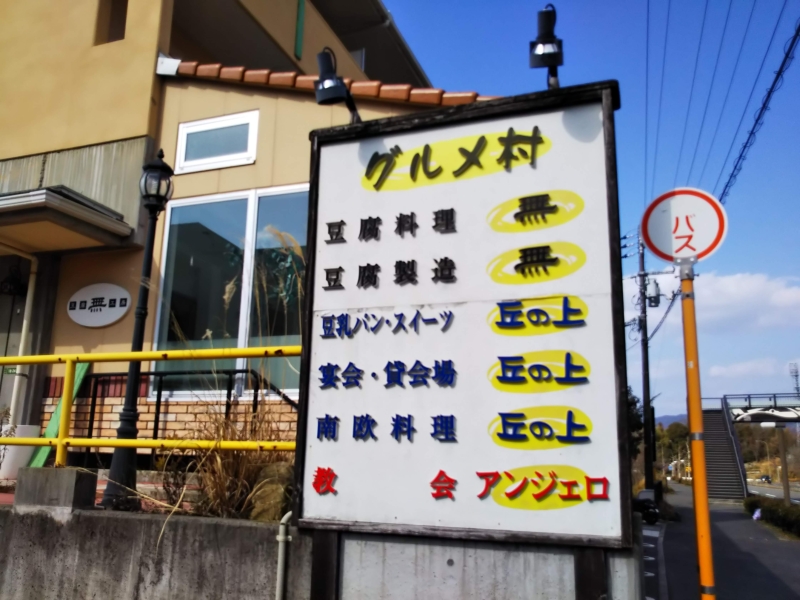 グルメ村
豆腐料理 無
豆腐製造 無
豆乳パン・スイーツ 丘の上
宴会・貸会場 丘の上
南欧料理 丘の上
教会 アンジェロ
バス
無